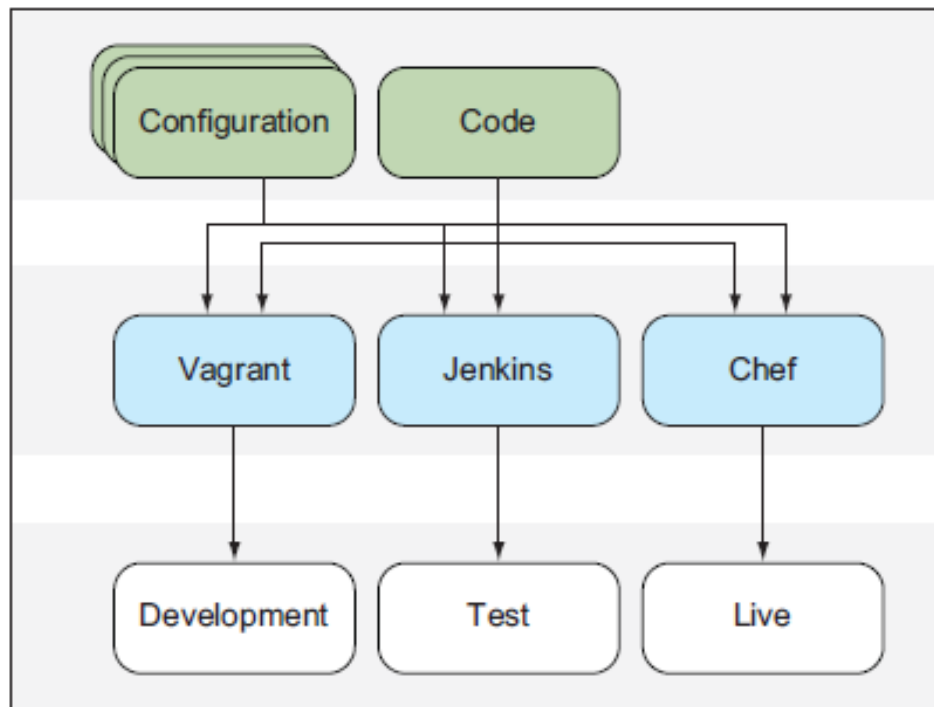 Configuration
Code
Vagrant
Jenkins
Chef
Development
Test
Live